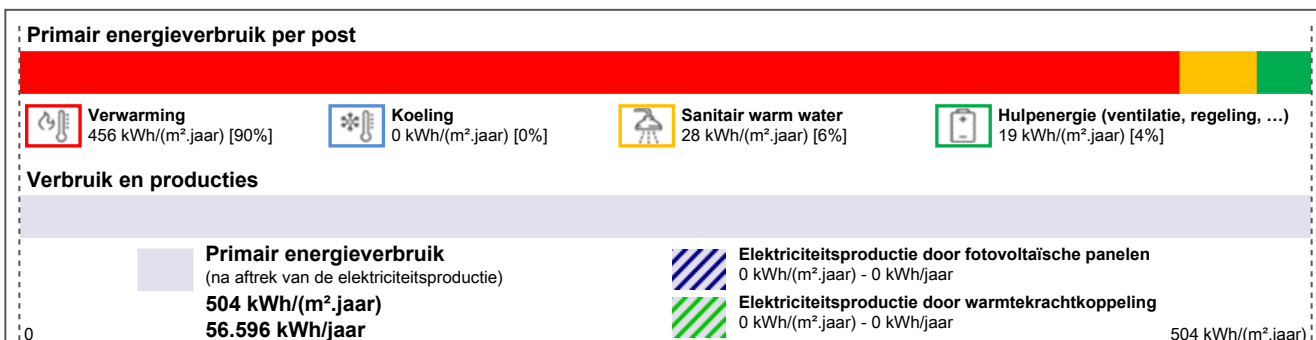 Primair energieverbruik per post
Verwarming
456 kWh/(m².jaar) [90%]
Koeling
0 kWh/(m².jaar) [0%]
Sanitair warm water
28 kWh/(m².jaar) [6%]
Hulpenergie (ventilatie, regeling, …)
19 kWh/(m².jaar) [4%]
Verbruik en producties
Primair energieverbruik
(na aftrek van de elektriciteitsproductie)
504 kWh/(m².jaar)
56.596 kWh/jaar
Elektriciteitsproductie door fotovoltaïsche panelen
0 kWh/(m².jaar) - 0 kWh/jaar
Elektriciteitsproductie door warmtekrachtkoppeling
0 kWh/(m².jaar) - 0 kWh/jaar
0
504 kWh/(m².jaar)